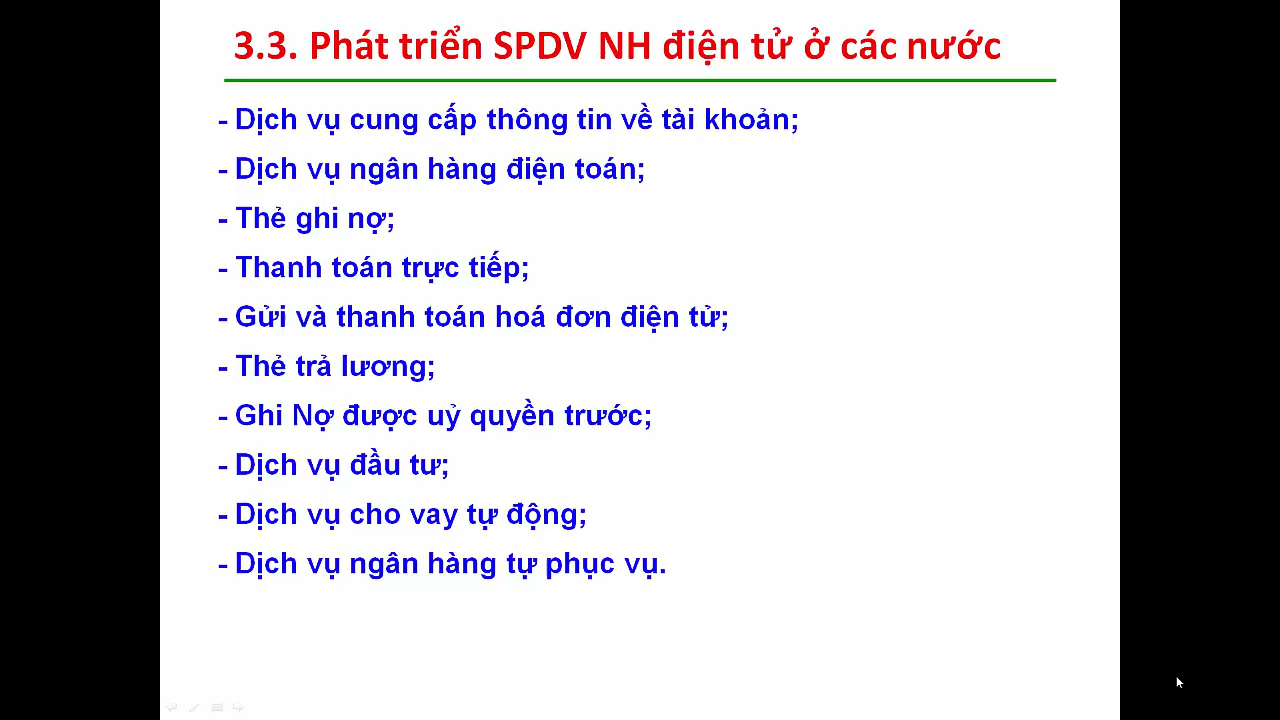 3.3. Phát triển SPDV NH điện tử ở các nước
- Dịch vụ cung cấp thông tin về tài khoản;
- Dịch vụ ngân hàng điện toán;
- Thẻ ghi nợ;
- Thanh toán trực tiếp;
- Gửi và thanh toán hoá đơn điện tử;
- Thẻ trả lương;
- Ghi Nợ được uỷ quyền trước;
- Dịch vụ đầu tư;
- Dịch vụ cho vay tự động;
- Dịch vụ ngân hàng tự phục vụ.